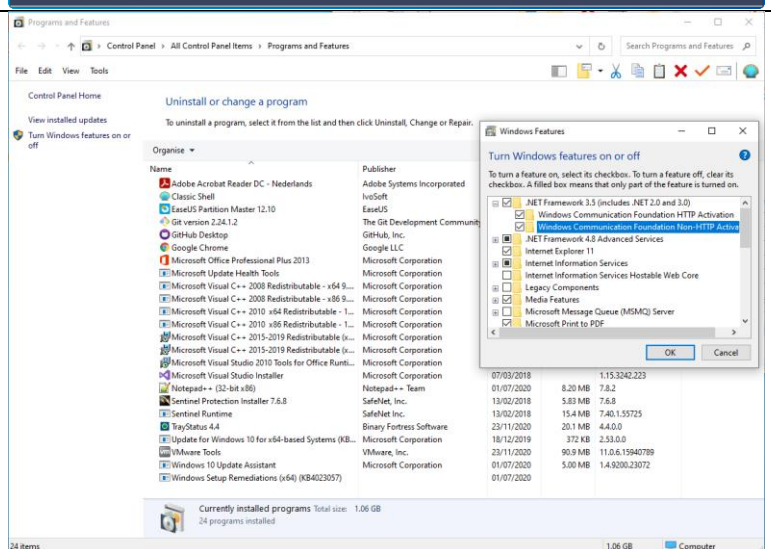 Programs and Features
Control Panel > All Control Panel Items > Programs and Features
Search Programs and Features
File Edit View Tools
Control Panel Home
View installed updates
Turn Windows features on or off
Uninstall or change a program
To uninstall a program, select it from the list and then click Uninstall, Change or Repair.
Organise
Name Publisher
Adobe Acrobat Reader DC - Nederlands Adobe Systems Incorporated
Classic Shell IvoSoft
EaseUS Partition Master 12.10 EaseUS
Git version 2.24.1.2 The Git Development Community
GitHub Desktop GitHub, Inc.
Google Chrome Google LLC
Microsoft Office Professional Plus 2013 Microsoft Corporation
Microsoft Update Health Tools Microsoft Corporation
Microsoft Visual C++ 2008 Redistributable - x64 9.... Microsoft Corporation
Microsoft Visual C++ 2008 Redistributable - x86 9.... Microsoft Corporation
Microsoft Visual C++ 2010 x64 Redistributable - 1... Microsoft Corporation
Microsoft Visual C++ 2010 x86 Redistributable - 1... Microsoft Corporation
Microsoft Visual C++ 2015-2019 Redistributable (x... Microsoft Corporation
Microsoft Visual C++ 2015-2019 Redistributable (x... Microsoft Corporation
Microsoft Visual Studio 2010 Tools for Office Runti... Microsoft Corporation
Microsoft Visual Studio Installer Microsoft Corporation 07/03/2018 1.15.3242.223
Notepad++ (32-bit x86) Notepad++ Team 01/07/2020 8.20 MB 7.8.2
Sentinel Protection Installer 7.6.8 SafeNet, Inc. 13/02/2018 5.83 MB 7.6.8
Sentinel Runtime SafeNet Inc. 13/02/2018 15.4 MB 7.40.1.55725
TrayStatus 4.4 Binary Fortress Software 23/11/2020 20.1 MB 4.4.0.0
Update for Windows 10 for x64-based Systems (KB... Microsoft Corporation 18/12/2019 372 KB 2.53.0.0
VMware Tools VMware, Inc. 23/11/2020 90.9 MB 11.0.6.15940789
Windows 10 Update Assistant Microsoft Corporation 01/07/2020 5.00 MB 1.4.9200.23072
Windows Setup Remediations (x64) (KB4023057) 01/07/2020
Currently installed programs Total size: 1.06 GB
24 programs installed
24 items 1.06 GB Computer
Windows Features
Turn Windows features on or off
To turn a feature on, select its checkbox. To turn a feature off, clear its
checkbox. A filled box means that only part of the feature is turned on.
.NET Framework 3.5 (includes .NET 2.0 and 3.0)
Windows Communication Foundation HTTP Activation
Windows Communication Foundation Non-HTTP Activa
.NET Framework 4.8 Advanced Services
Internet Explorer 11
Internet Information Services
Internet Information Services Hostable Web Core
Legacy Components
Media Features
Microsoft Message Queue (MSMQ) Server
Microsoft Print to PDF
OK Cancel